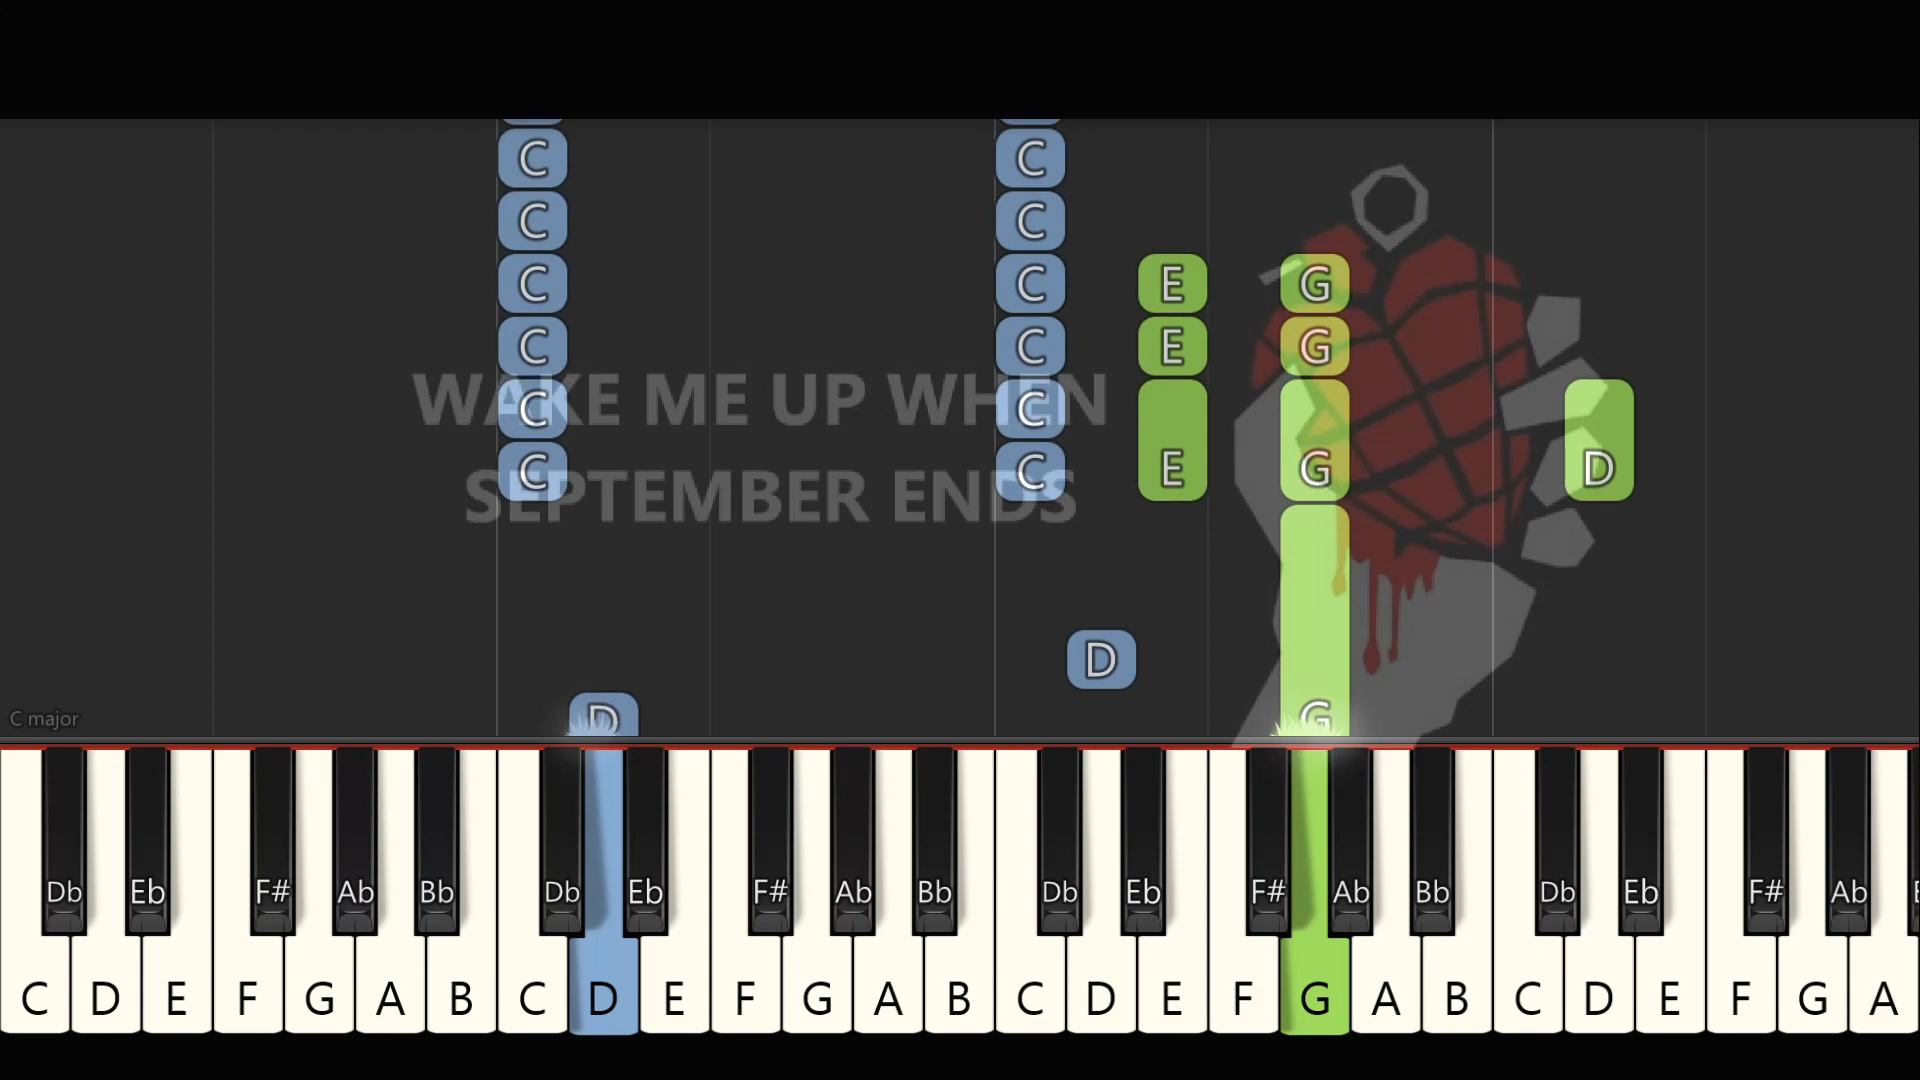 C C
C C
C C E G
C C E G
WAKE ME UP WHEN
C C
SEPTEMBER ENDS
C C E G D
D
D G
C major
Db Eb F# Ab Bb Db Eb F# Ab Bb Db Eb F# Ab Bb Db Eb F# Ab
C D E F G A B C D E F G A B C D E F G A B C D E F G A